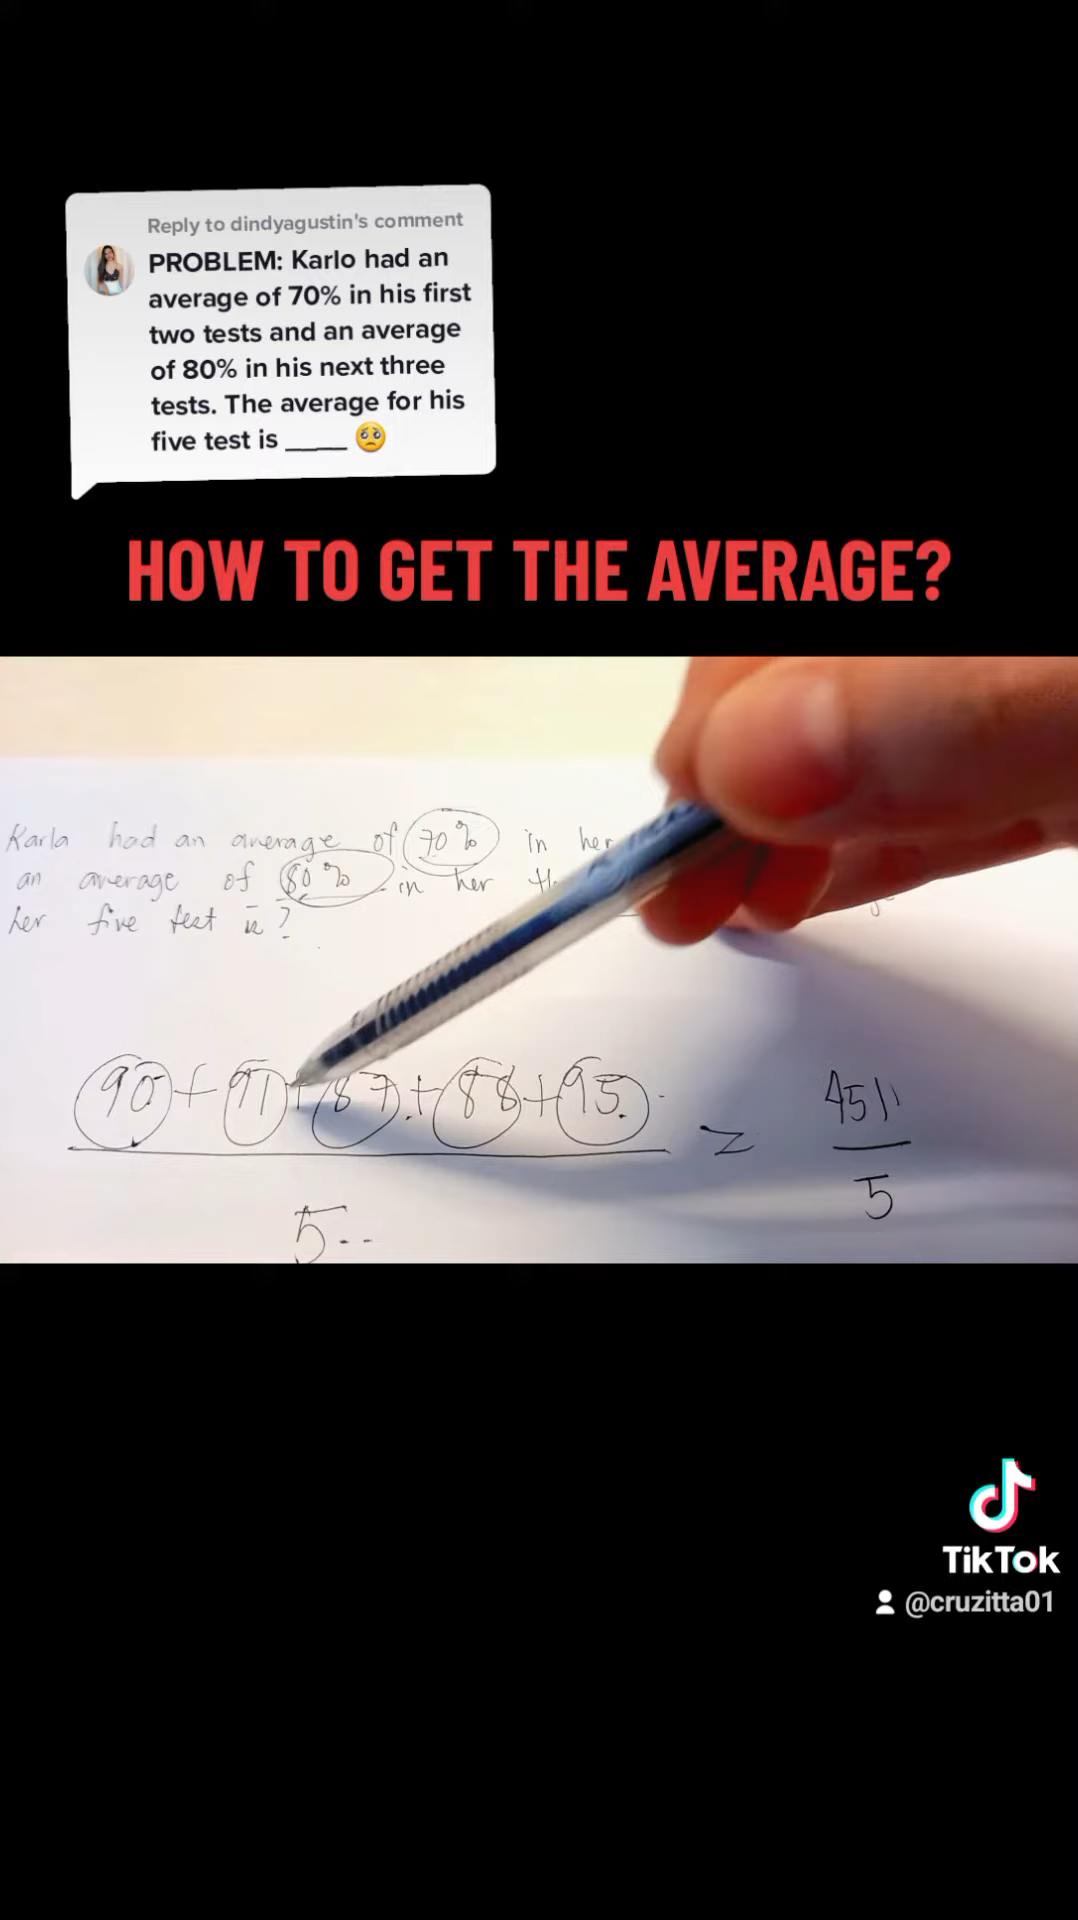 Reply to dindyagustin's comment
PROBLEM: Karlo had an
average of 70% in his first
two tests and an average
of 80% in his next three
tests. The average for his
five test is ____ 🥺
HOW TO GET THE AVERAGE?
Karla had an average of 70% in her
an average of 80% in her
her five test is?
90+91+87+88+95 = 451
5 5
TikTok
@cruzitta01